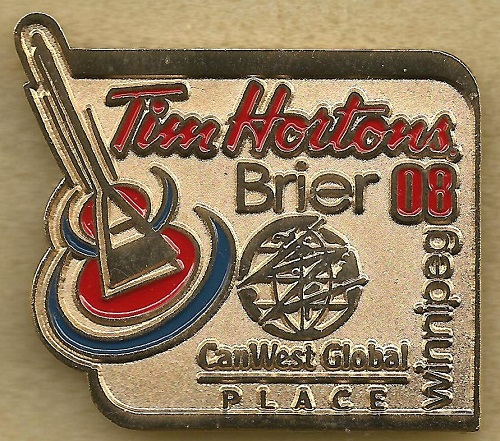 Tim Hortons
Brier 08
Winnipeg
CanWest Global
PLACE